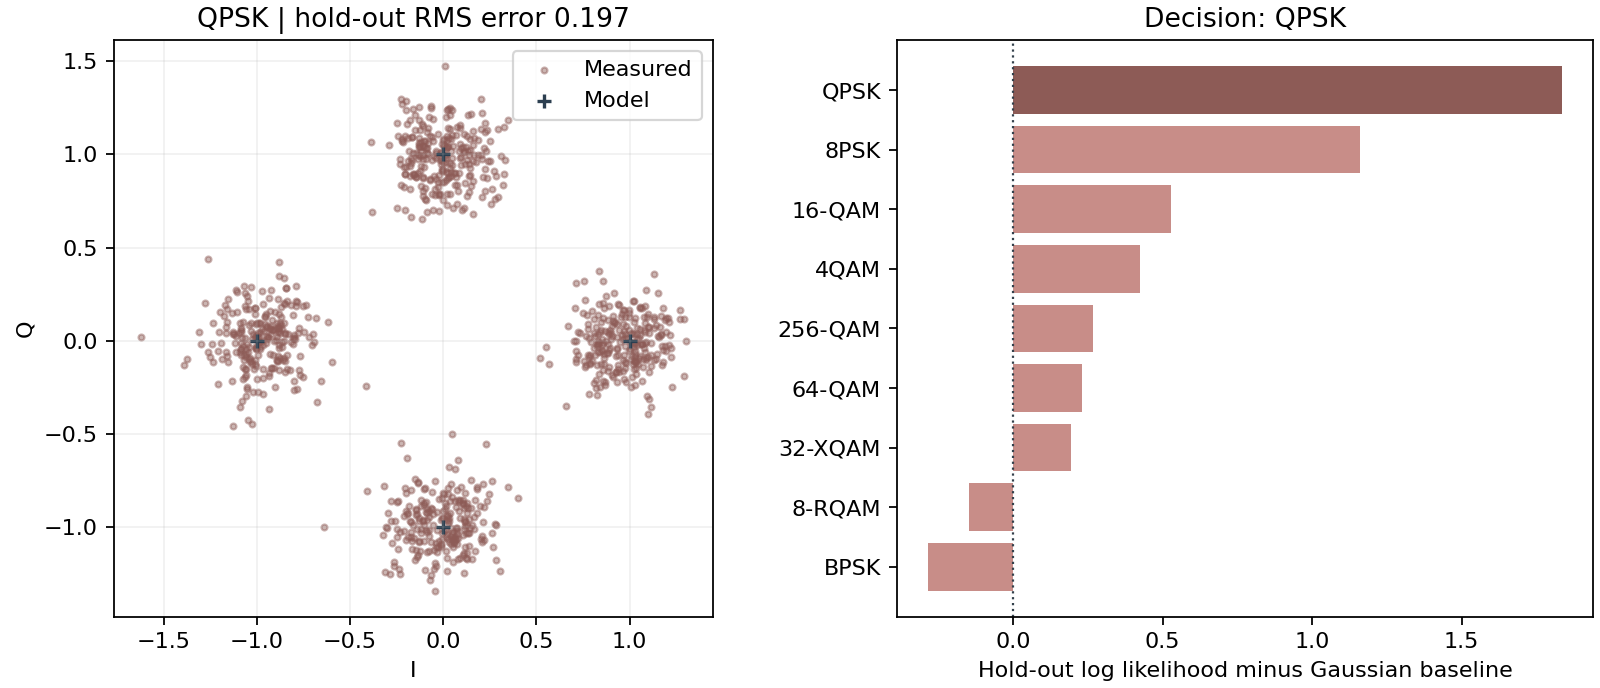 QPSK | hold-out RMS error 0.197
Measured
Model
1.5
1.0
0.5
0.0
−0.5
−1.0
Q
−1.5
−1.0
−0.5
0.0
0.5
1.0
I
Decision: QPSK
QPSK
8PSK
16-QAM
4QAM
256-QAM
64-QAM
32-XQAM
8-RQAM
BPSK
0.0
0.5
1.0
1.5
Hold-out log likelihood minus Gaussian baseline